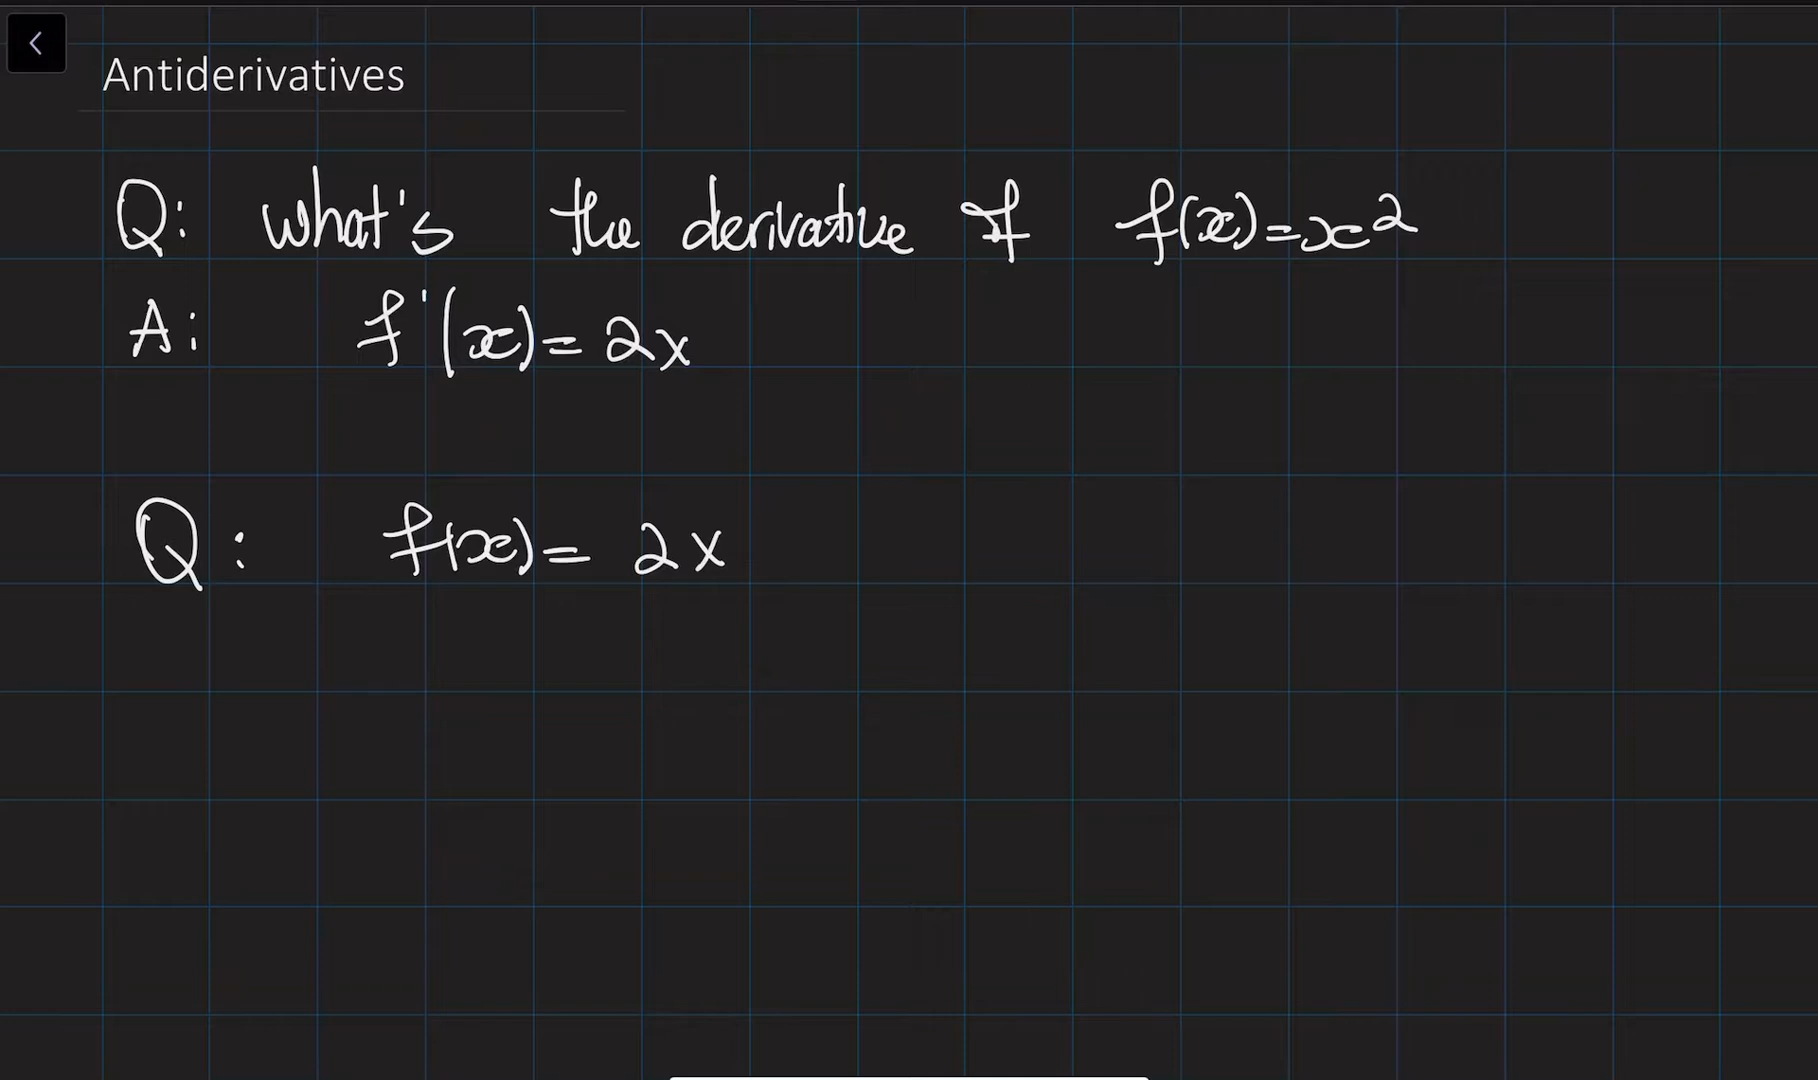 Antiderivatives
Q: what's the derivative of f(x)=x²
A: f'(x)=2x
Q: f(x)= 2x